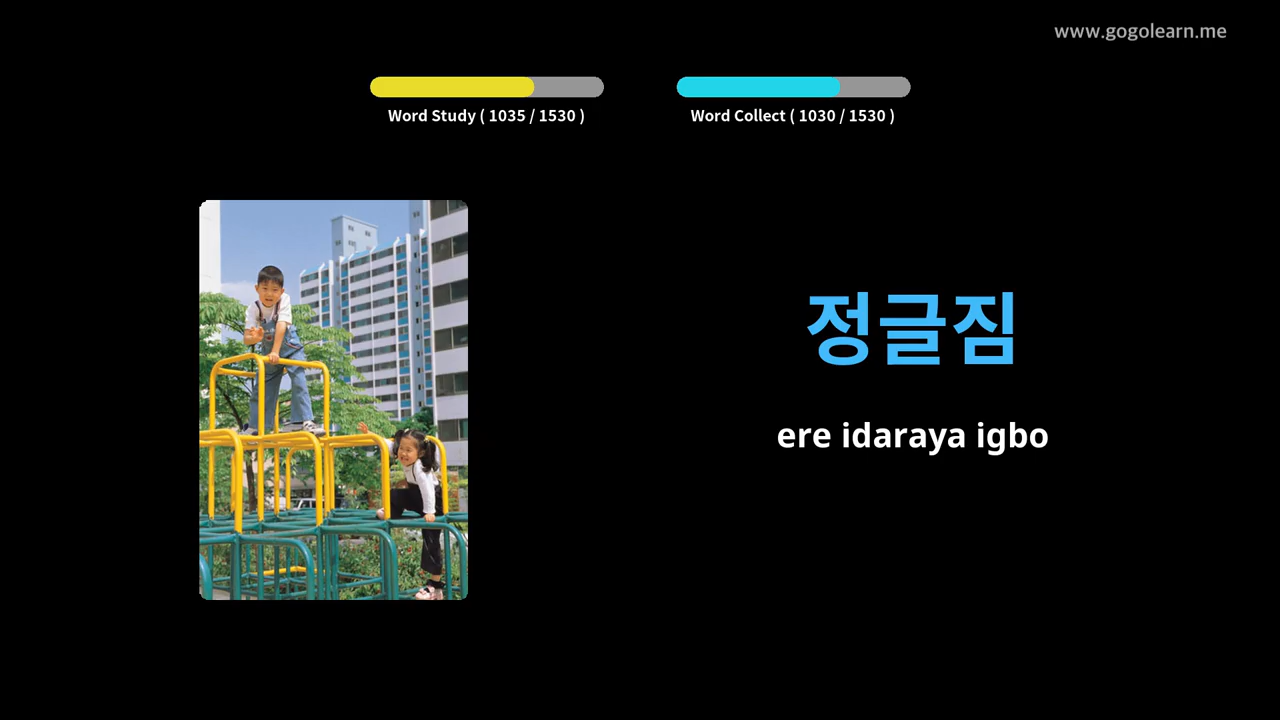 www.gogolearn.me
Word Study ( 1035 / 1530 )
Word Collect ( 1030 / 1530 )
정글짐
ere idaraya igbo